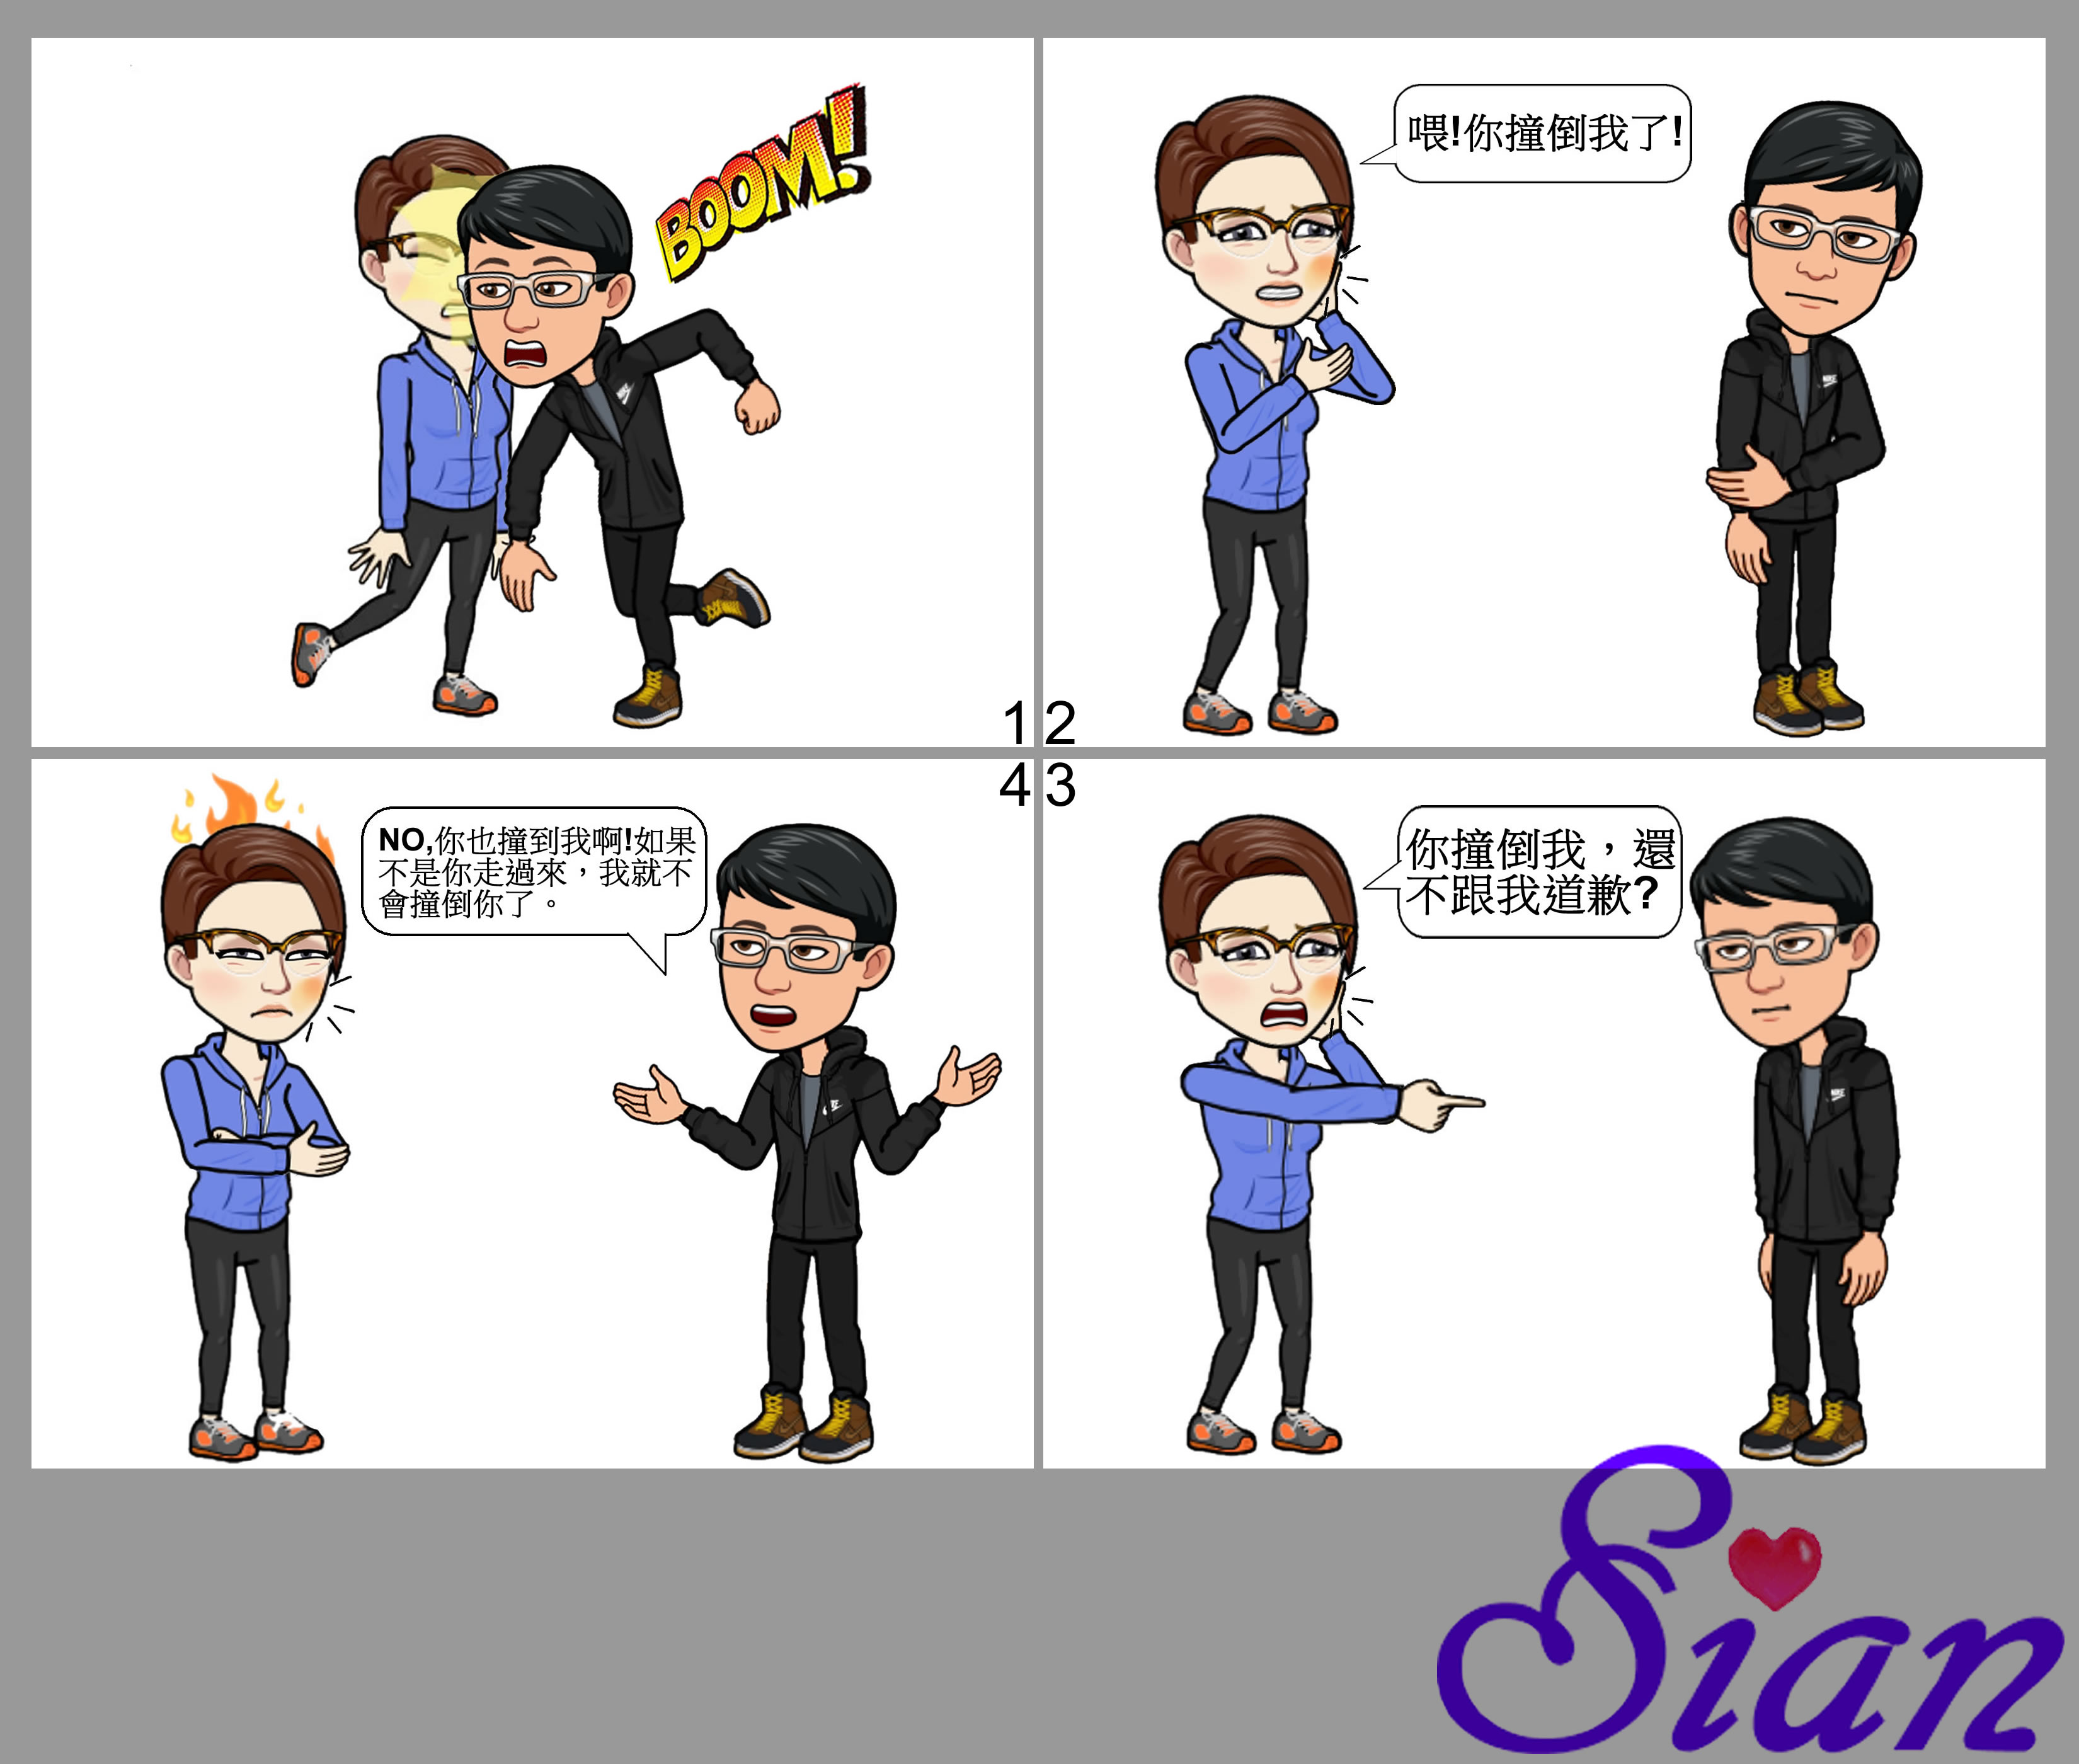 BOOM!
1
2
喂!你撞倒我了!
3
你撞倒我，還
不跟我道歉?
4
NO,你也撞到我啊!如果
不是你走過來，我就不
會撞倒你了。
Sian